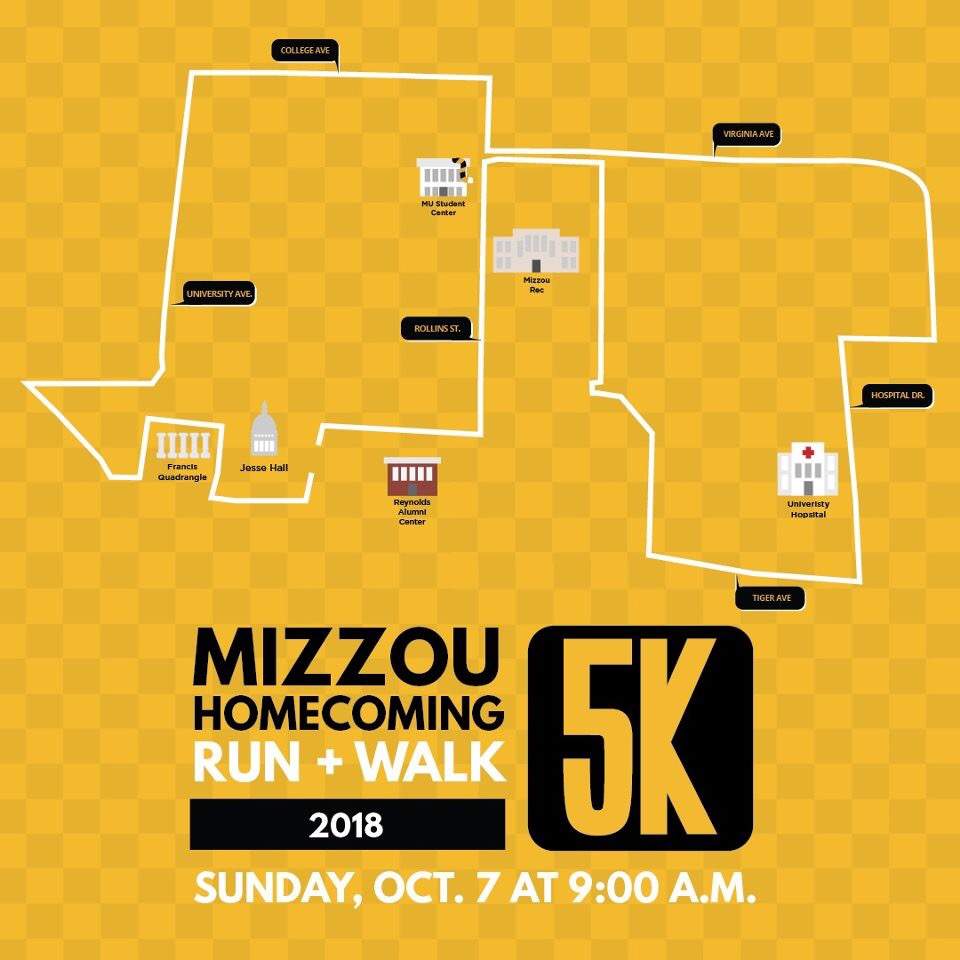 COLLEGE AVE
VIRGINIA AVE
MU Student
Center
Mizzou
Rec
UNIVERSITY AVE.
ROLLINS ST.
HOSPITAL DR.
Francis
Quadrangle
Jesse Hall
Reynolds
Alumni
Center
Univeristy
Hopsital
TIGER AVE
MIZZOU
HOMECOMING
RUN + WALK
5K
2018
SUNDAY, OCT. 7 AT 9:00 A.M.